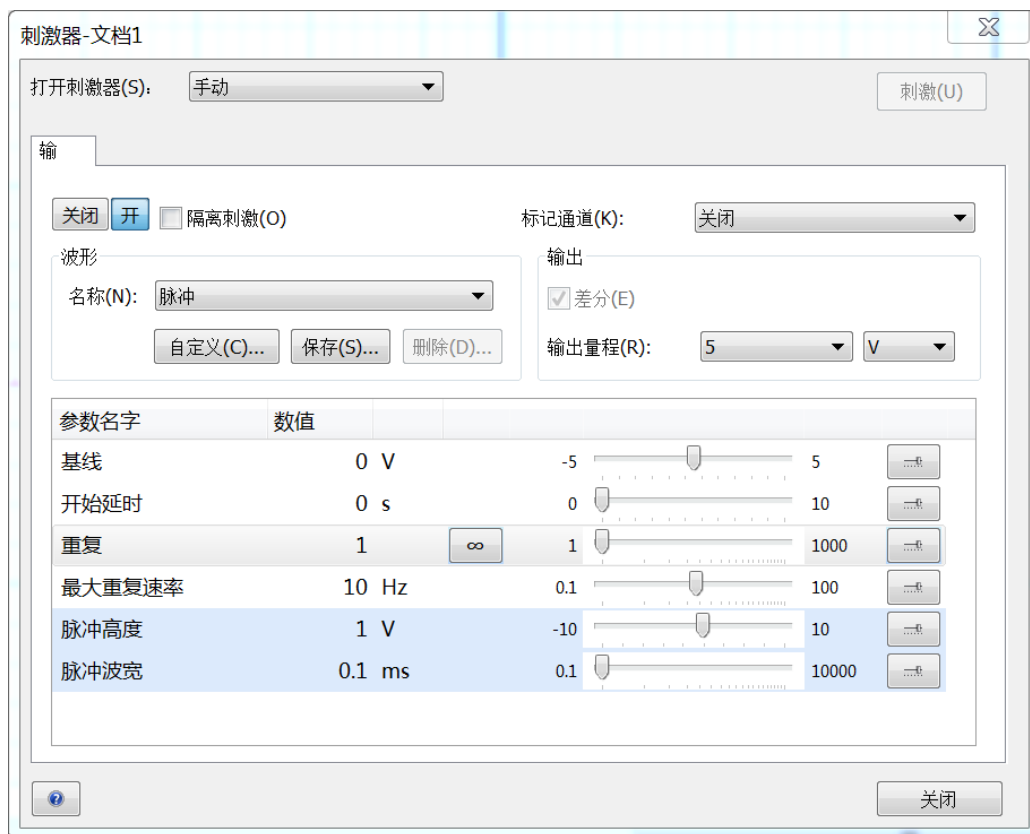 刺激器-文档1
打开刺激器(S): 手动 刺激(U)
输
关闭 开 隔离刺激(O) 标记通道(K): 关闭
波形 输出
名称(N): 脉冲 差分(E)
自定义(C)... 保存(S)... 删除(D)... 输出量程(R): 5 V
参数名字 数值
基线 0 V -5 5
开始延时 0 s 0 10
重复 1 ∞ 1 1000
最大重复速率 10 Hz 0.1 100
脉冲高度 1 V -10 10
脉冲波宽 0.1 ms 0.1 10000
? 关闭